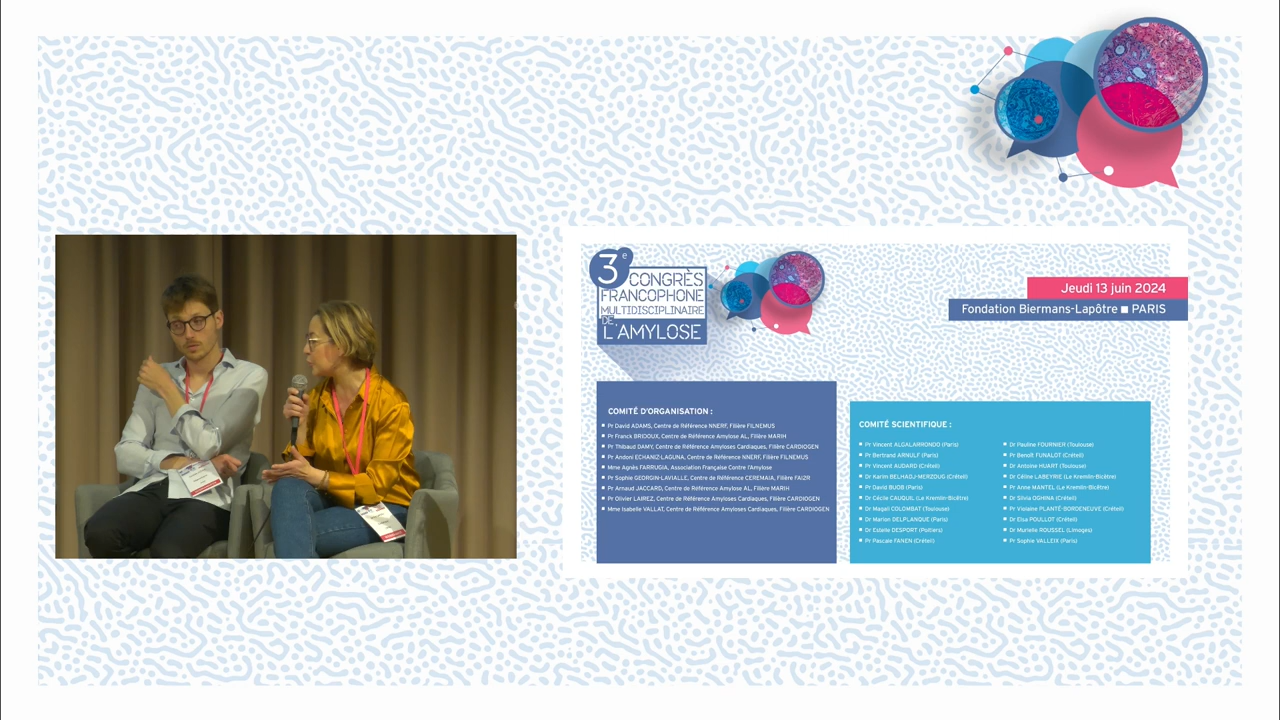 3e
CONGRÈS
FRANCOPHONE
MULTIDISCIPLINAIRE
DE
L'AMYLOSE
Jeudi 13 juin 2024
Fondation Biermans-Lapôtre ■ PARIS
COMITÉ D'ORGANISATION :
Pr David ADAMS, Centre de Référence NNERF, Filière FILNEMUS
Pr Franck BRIDOUX, Centre de Référence Amylose AL, Filière MARIH
Pr Thibaud DAMY, Centre de Référence Amyloses Cardiaques, Filière CARDIOGEN
Pr Andoni ECHANIZ-LAGUNA, Centre de Référence NNERF, Filière FILNEMUS
Mme Agnès FARRUGIA, Association Française Contre l'Amylose
Pr Sophie GEORGIN-LAVIALLE, Centre de Référence CEREMAIA, Filière FAI2R
Pr Arnaud JACCARD, Centre de Référence Amylose AL, Filière MARIH
Pr Olivier LAIREZ, Centre de Référence Amyloses Cardiaques, Filière CARDIOGEN
Mme Isabelle VALLAT, Centre de Référence Amyloses Cardiaques, Filière CARDIOGEN
COMITÉ SCIENTIFIQUE :
Pr Vincent ALGALARRONDO (Paris)
Pr Bertrand ARNULF (Paris)
Pr Vincent AUDARD (Créteil)
Dr Karim BELHADJ-MERZOUG (Créteil)
Pr David BUOB (Paris)
Dr Cécile CAUQUIL (Le Kremlin-Bicêtre)
Dr Magali COLOMBAT (Toulouse)
Dr Marion DELPLANQUE (Paris)
Dr Estelle DESPORT (Poitiers)
Pr Pascale FANEN (Créteil)
Dr Pauline FOURNIER (Toulouse)
Pr Benoît FUNALOT (Créteil)
Dr Antoine HUART (Toulouse)
Dr Céline LABEYRIE (Le Kremlin-Bicêtre)
Pr Anne MANTEL (Le Kremlin-Bicêtre)
Dr Silvia OGHINA (Créteil)
Pr Violaine PLANTÉ-BORDENEUVE (Créteil)
Dr Elsa POULLOT (Créteil)
Dr Murielle ROUSSEL (Limoges)
Pr Sophie VALLEIX (Paris)